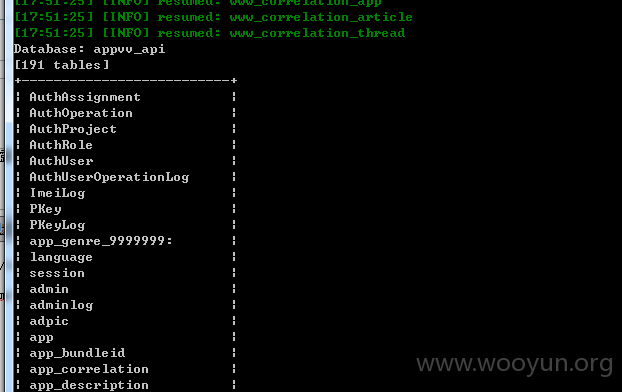 [17:51:25] [INFO] resumed: www_correlation_app
[17:51:25] [INFO] resumed: www_correlation_article
[17:51:25] [INFO] resumed: www_correlation_thread
Database: appvv_api
[191 tables]
+--------------------------+
¦ AuthAssignment ¦
¦ AuthOperation ¦
¦ AuthProject ¦
¦ AuthRole ¦
¦ AuthUser ¦
¦ AuthUserOperationLog ¦
¦ ImeiLog ¦
¦ PKey ¦
¦ PKeyLog ¦
¦ app_genre_9999999: ¦
¦ language ¦
¦ session ¦
¦ admin ¦
¦ adminlog ¦
¦ adpic ¦
¦ app ¦
¦ app_bundleid ¦
¦ app_correlation ¦
¦ app_description ¦
www.wooyun.org